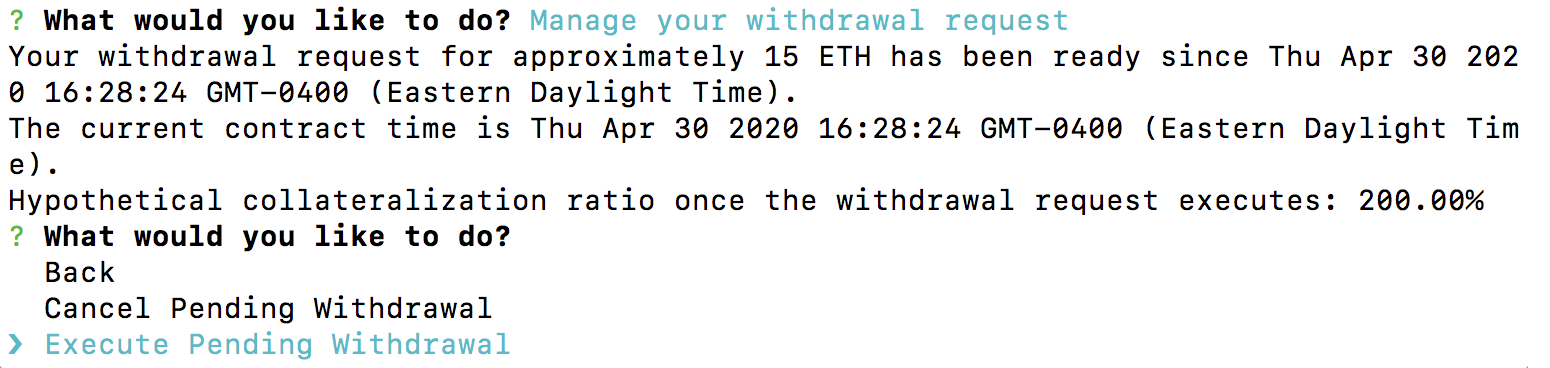 ? What would you like to do? Manage your withdrawal request
Your withdrawal request for approximately 15 ETH has been ready since Thu Apr 30 202
0 16:28:24 GMT-0400 (Eastern Daylight Time).
The current contract time is Thu Apr 30 2020 16:28:24 GMT-0400 (Eastern Daylight Tim
e).
Hypothetical collateralization ratio once the withdrawal request executes: 200.00%
? What would you like to do?
Back
Cancel Pending Withdrawal
❯ Execute Pending Withdrawal